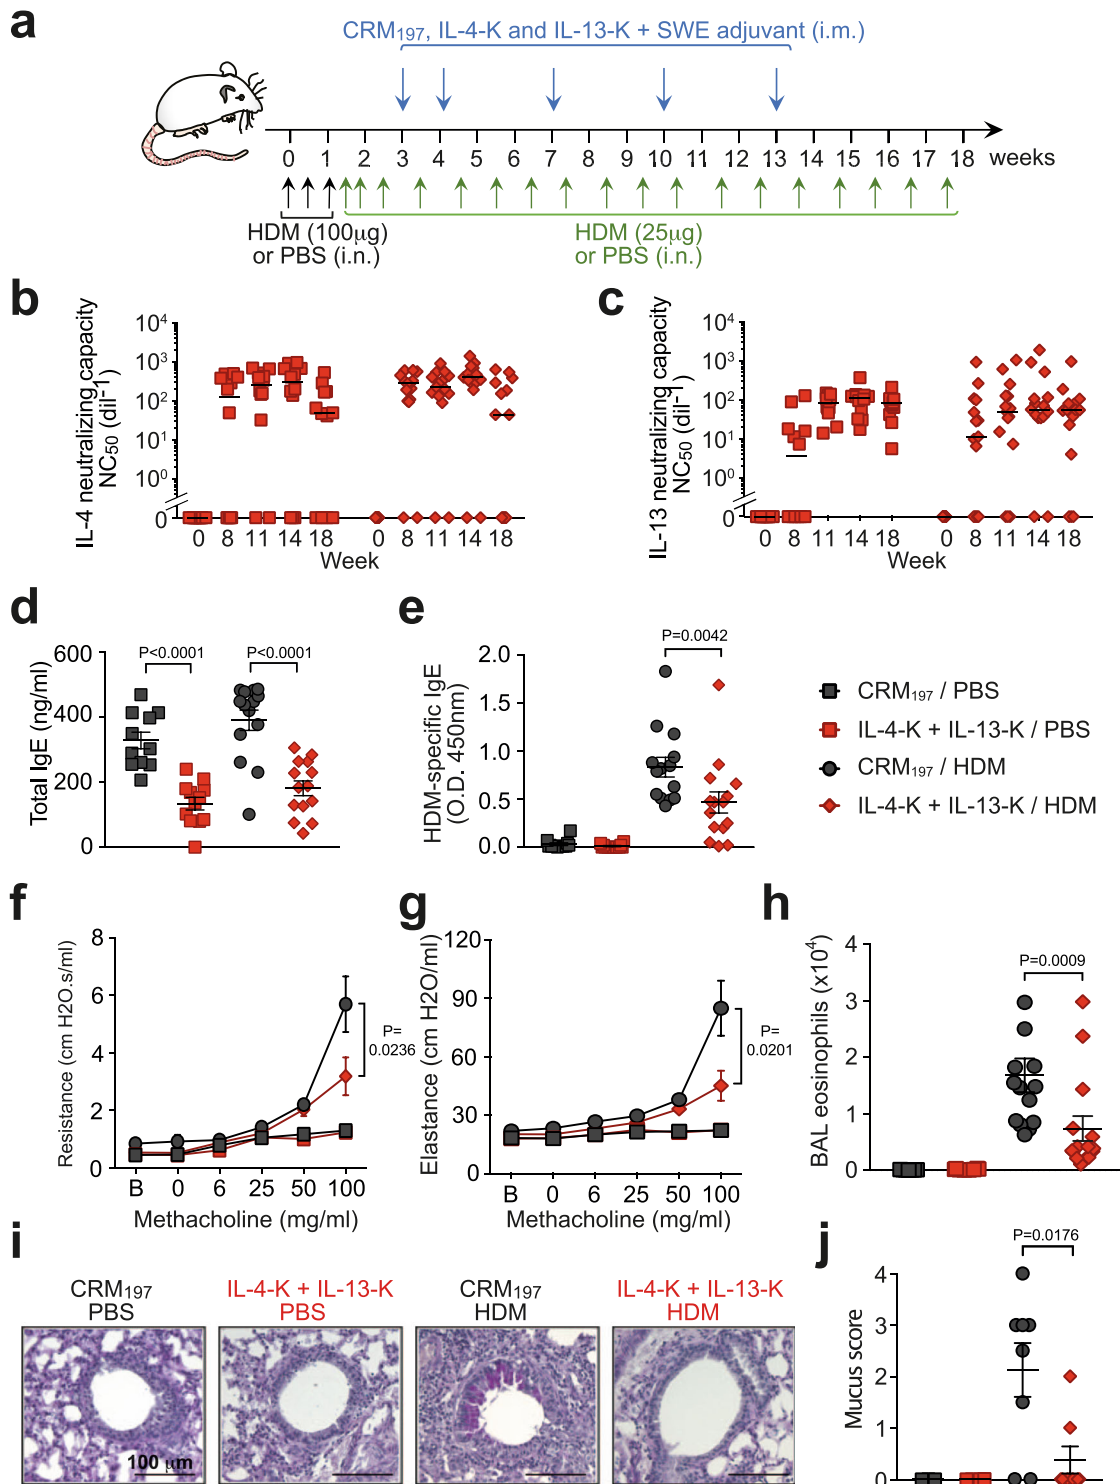 a
CRM197, IL-4-K and IL-13-K + SWE adjuvant (i.m.)
0 1 2 3 4 5 6 7 8 9 10 11 12 13 14 15 16 17 18 weeks
HDM (100μg)
or PBS (i.n.)
HDM (25μg)
or PBS (i.n.)
b
IL-4 neutralizing capacity
NC50 (dil-1)
10^4
10^3
10^2
10^1
10^0
0
0 8 11 14 18 0 8 11 14 18
Week
c
IL-13 neutralizing capacity
NC50 (dil-1)
10^4
10^3
10^2
10^1
10^0
0
0 8 11 14 18 0 8 11 14 18
Week
d
Total IgE (ng/ml)
600
400
200
0
P<0.0001
P<0.0001
e
HDM-specific IgE
(O.D. 450nm)
2.0
1.5
1.0
0.5
0.0
P=0.0042
CRM197 / PBS
IL-4-K + IL-13-K / PBS
CRM197 / HDM
IL-4-K + IL-13-K / HDM
f
Resistance (cm H2O.s/ml)
8
6
4
2
0
P=
0.0236
B 0 6 25 50 100
Methacholine (mg/ml)
g
Elastance (cm H2O/ml)
120
90
60
30
0
P=
0.0201
B 0 6 25 50 100
Methacholine (mg/ml)
h
BAL eosinophils (x10^4)
4
3
2
1
0
P=0.0009
i
CRM197
PBS
IL-4-K + IL-13-K
PBS
CRM197
HDM
IL-4-K + IL-13-K
HDM
100 μm
j
Mucus score
4
3
2
1
0
P=0.0176